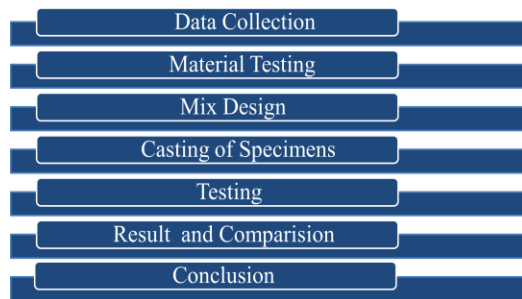 Data Collection
Material Testing
Mix Design
Casting of Specimens
Testing
Result and Comparision
Conclusion